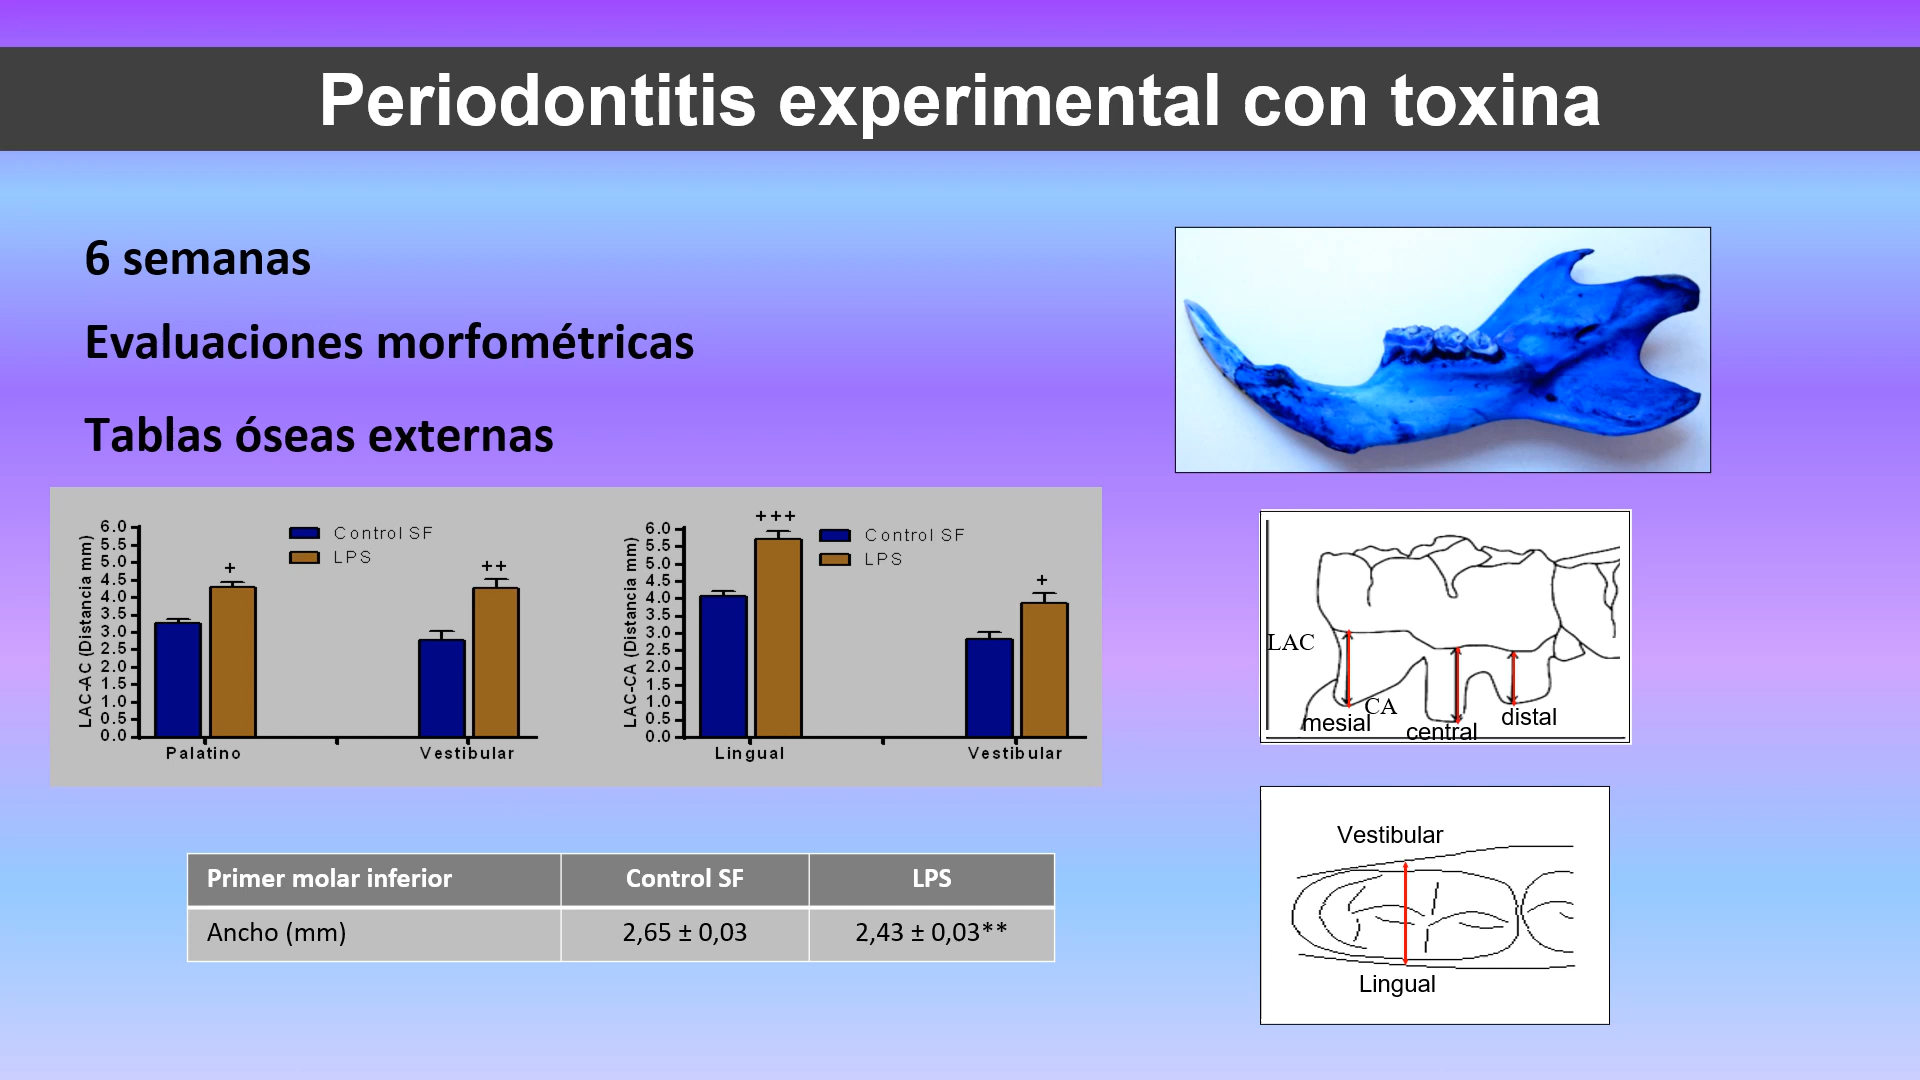 Periodontitis experimental con toxina
6 semanas
Evaluaciones morfométricas
Tablas óseas externas
LAC-AC (Distancia mm)
6.0
5.5
5.0
4.5
4.0
3.5
3.0
2.5
2.0
1.5
1.0
0.5
0.0
Control SF
LPS
+
++
Palatino
Vestibular
LAC-CA (Distancia mm)
6.0
5.5
5.0
4.5
4.0
3.5
3.0
2.5
2.0
1.5
1.0
0.5
0.0
+++
Control SF
LPS
+
Lingual
Vestibular
Primer molar inferior Control SF LPS
Ancho (mm) 2,65 ± 0,03 2,43 ± 0,03**
LAC
CA
mesial
central
distal
Vestibular
Lingual